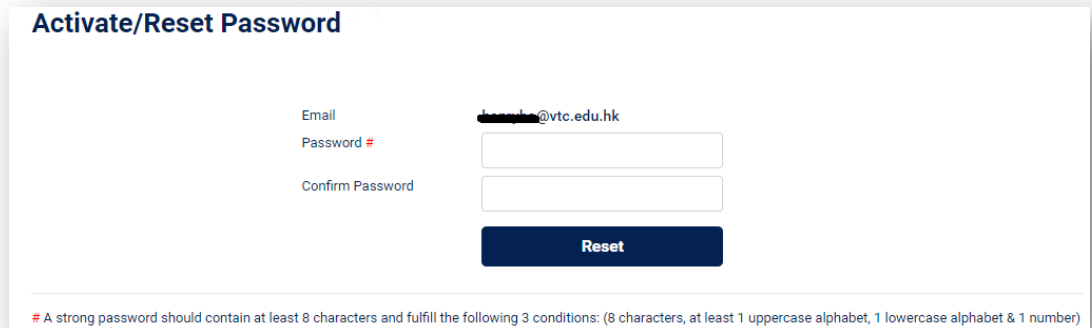 Activate/Reset Password
Email @vtc.edu.hk
Password #
Confirm Password
Reset
# A strong password should contain at least 8 characters and fulfill the following 3 conditions: (8 characters, at least 1 uppercase alphabet, 1 lowercase alphabet & 1 number)